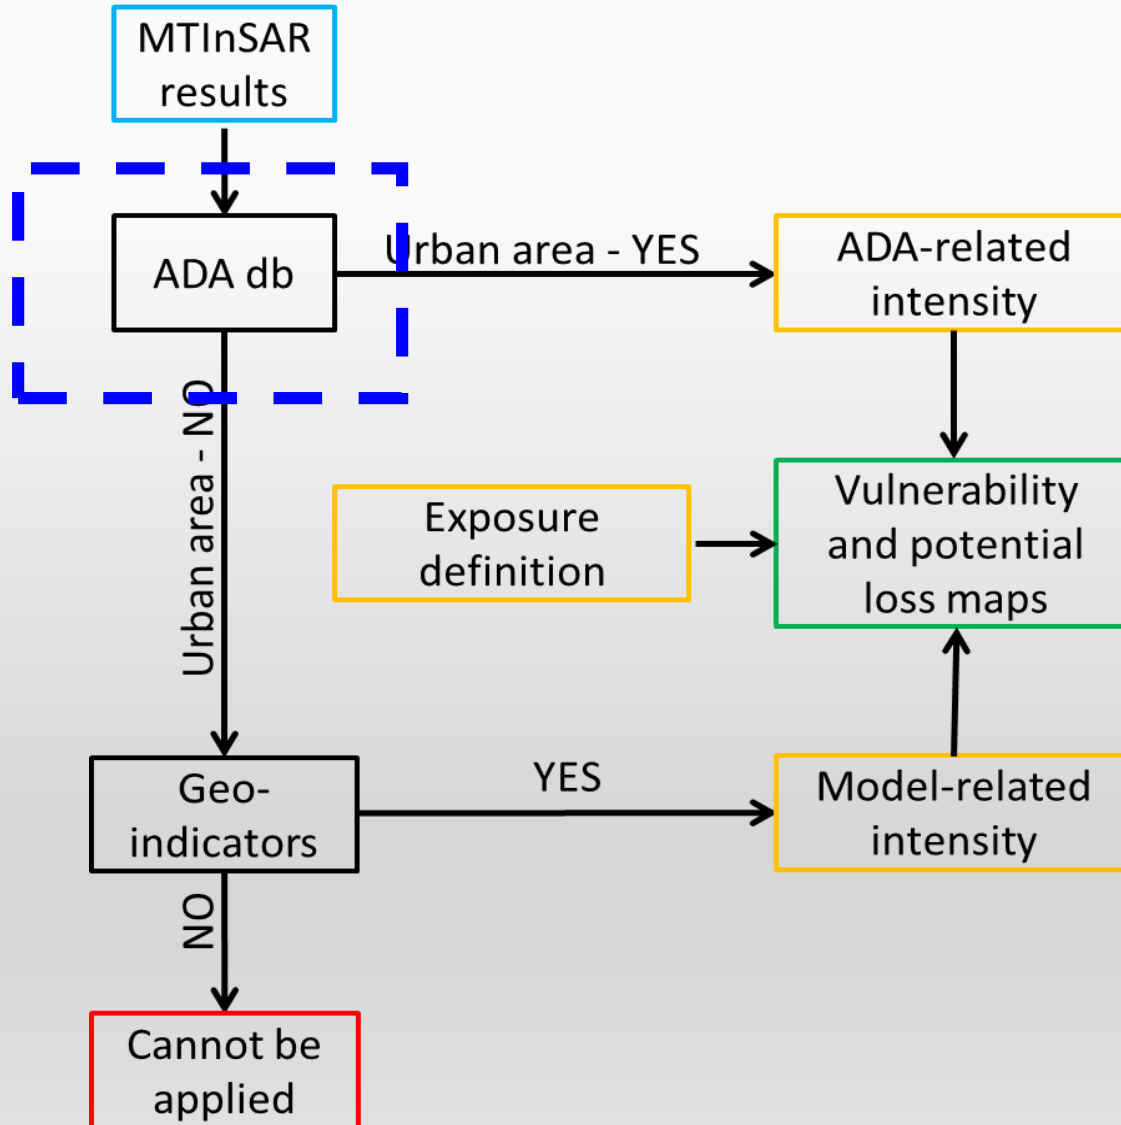 MTInSAR
results
ADA db
Urban area - YES
ADA-related
intensity
Urban area - NO
Exposure
definition
Vulnerability
and potential
loss maps
Geo-
indicators
YES
Model-related
intensity
NO
Cannot be
applied